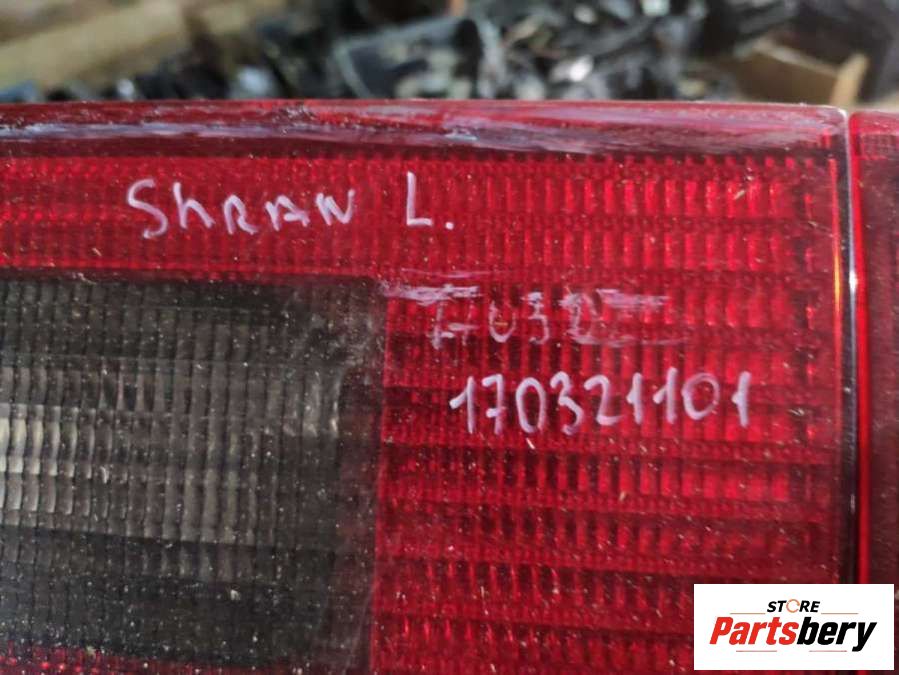 ShRAN L.
170321101
STORE
Partsbery